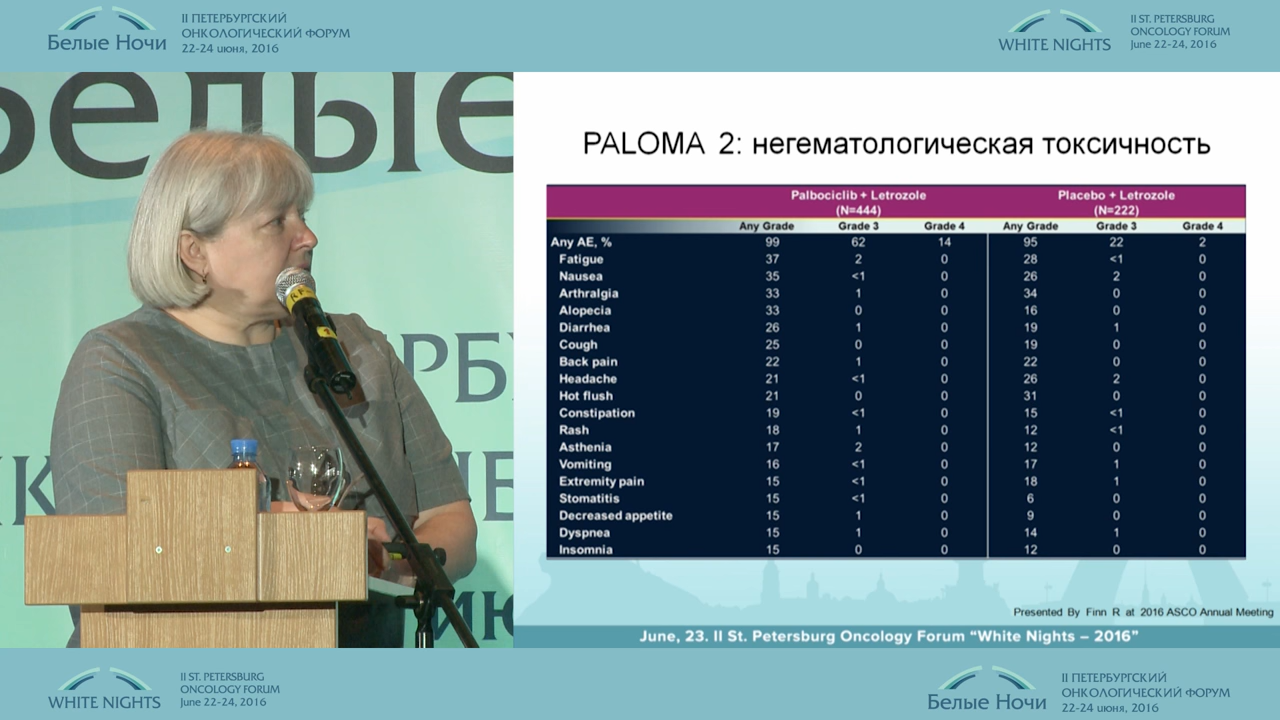 II ПЕТЕРБУРГСКИЙ
ОНКОЛОГИЧЕСКИЙ ФОРУМ
Белые Ночи
22-24 июня, 2016
II ST. PETERSBURG
ONCOLOGY FORUM
WHITE NIGHTS
June 22-24, 2016
Белые
PALOMA 2: негематологическая токсичность
Palbociclib + Letrozole Placebo + Letrozole
(N=444) (N=222)
Any Grade Grade 3 Grade 4 Any Grade Grade 3 Grade 4
Any AE, % 99 62 14 95 22 2
Fatigue 37 2 0 28 <1 0
Nausea 35 <1 0 26 2 0
Arthralgia 33 1 0 34 0 0
Alopecia 33 0 0 16 0 0
Diarrhea 26 1 0 19 1 0
Cough 25 0 0 19 0 0
Back pain 22 1 0 22 0 0
Headache 21 <1 0 26 2 0
Hot flush 21 0 0 31 0 0
Constipation 19 <1 0 15 <1 0
Rash 18 1 0 12 <1 0
Asthenia 17 2 0 12 0 0
Vomiting 16 <1 0 17 1 0
Extremity pain 15 <1 0 18 1 0
Stomatitis 15 <1 0 6 0 0
Decreased appetite 15 1 0 9 0 0
Dyspnea 15 1 0 14 1 0
Insomnia 15 0 0 12 0 0
Presented By Finn R at 2016 ASCO Annual Meeting
June, 23. II St. Petersburg Oncology Forum “White Nights – 2016”
II ST. PETERSBURG
ONCOLOGY FORUM
WHITE NIGHTS
June 22-24, 2016
II ПЕТЕРБУРГСКИЙ
ОНКОЛОГИЧЕСКИЙ ФОРУМ
Белые Ночи
22-24 июня, 2016